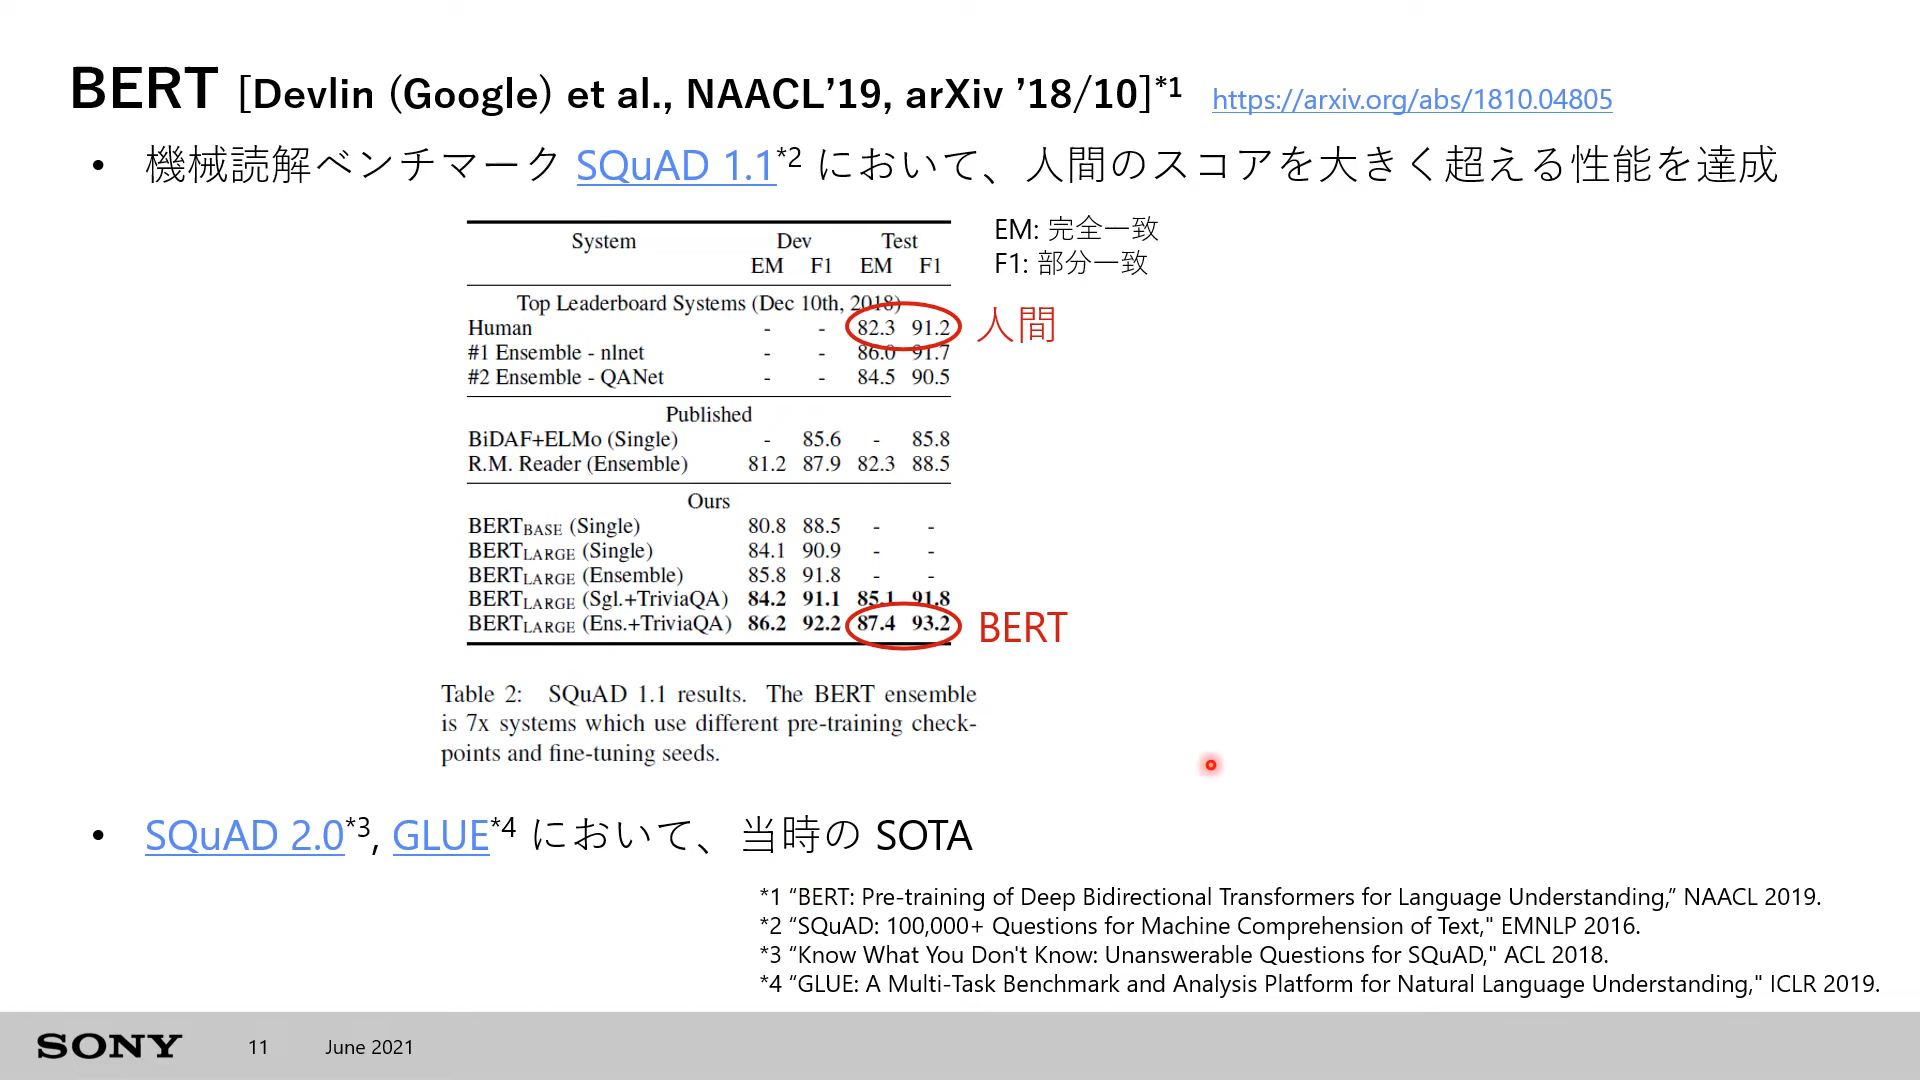 BERT [Devlin (Google) et al., NAACL’19, arXiv ’18/10]*1 https://arxiv.org/abs/1810.04805
• 機械読解ベンチマーク SQuAD 1.1*2 において、人間のスコアを大きく超える性能を達成
System Dev Test
EM F1 EM F1
EM: 完全一致
F1: 部分一致
Top Leaderboard Systems (Dec 10th, 2018)
Human - - 82.3 91.2 人間
#1 Ensemble - nlnet - - 86.0 91.7
#2 Ensemble - QANet - - 84.5 90.5
Published
BiDAF+ELMo (Single) - 85.6 - 85.8
R.M. Reader (Ensemble) 81.2 87.9 82.3 88.5
Ours
BERTBASE (Single) 80.8 88.5 - -
BERTLARGE (Single) 84.1 90.9 - -
BERTLARGE (Ensemble) 85.8 91.8 - -
BERTLARGE (Sgl.+TriviaQA) 84.2 91.1 85.1 91.8
BERTLARGE (Ens.+TriviaQA) 86.2 92.2 87.4 93.2 BERT
Table 2: SQuAD 1.1 results. The BERT ensemble
is 7x systems which use different pre-training check-
points and fine-tuning seeds.
• SQuAD 2.0*3, GLUE*4 において、当時の SOTA
*1 “BERT: Pre-training of Deep Bidirectional Transformers for Language Understanding,” NAACL 2019.
*2 “SQuAD: 100,000+ Questions for Machine Comprehension of Text," EMNLP 2016.
*3 “Know What You Don't Know: Unanswerable Questions for SQuAD," ACL 2018.
*4 “GLUE: A Multi-Task Benchmark and Analysis Platform for Natural Language Understanding," ICLR 2019.
SONY 11 June 2021